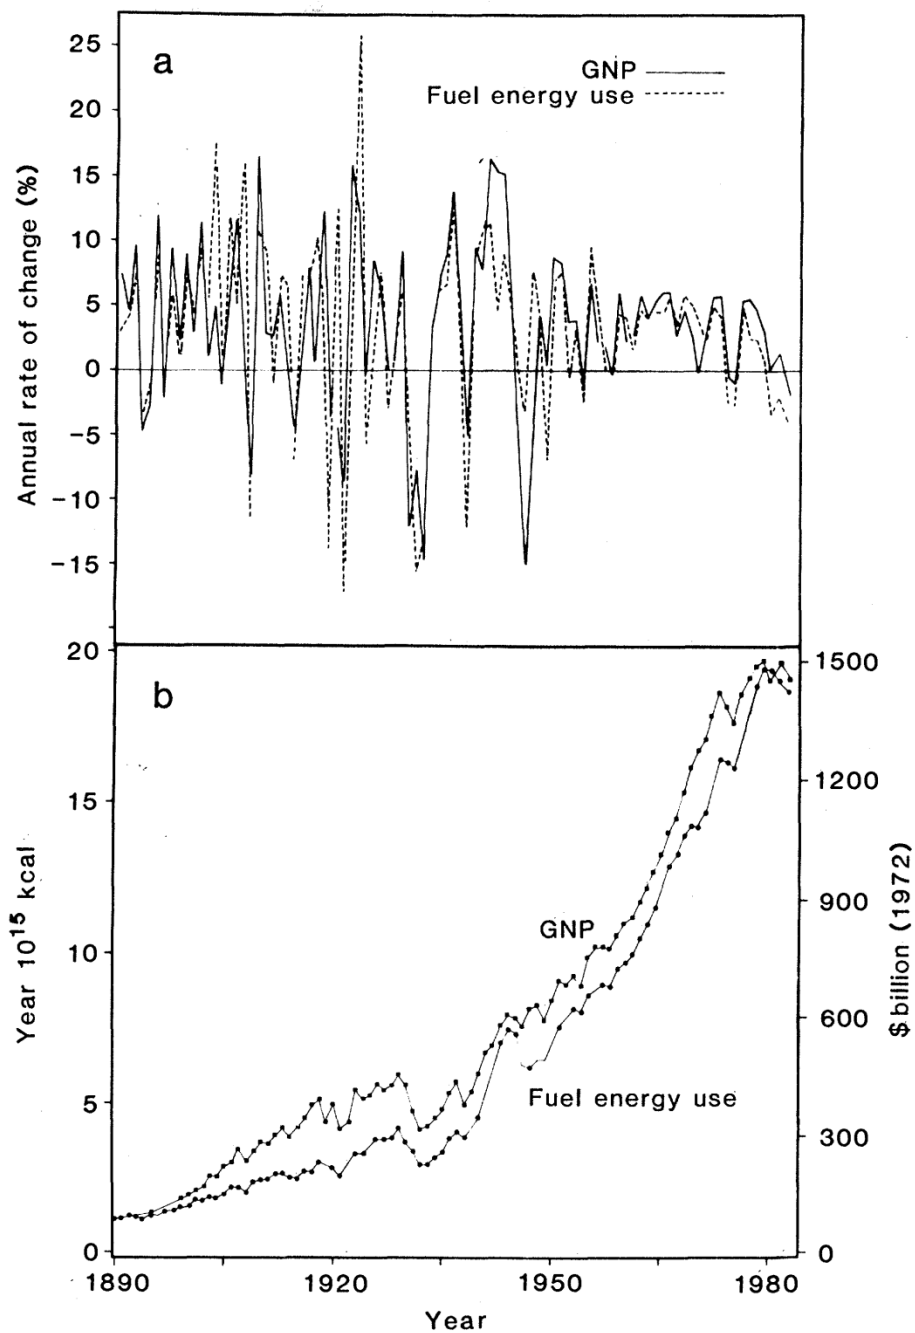 a
GNP
Fuel energy use
25
20
15
10
5
0
−5
−10
−15
Annual rate of change (%)
b
20
15
10
5
0
Year 10¹⁵ kcal
1500
1200
900
600
300
0
$ billion (1972)
GNP
Fuel energy use
1890
1920
1950
1980
Year